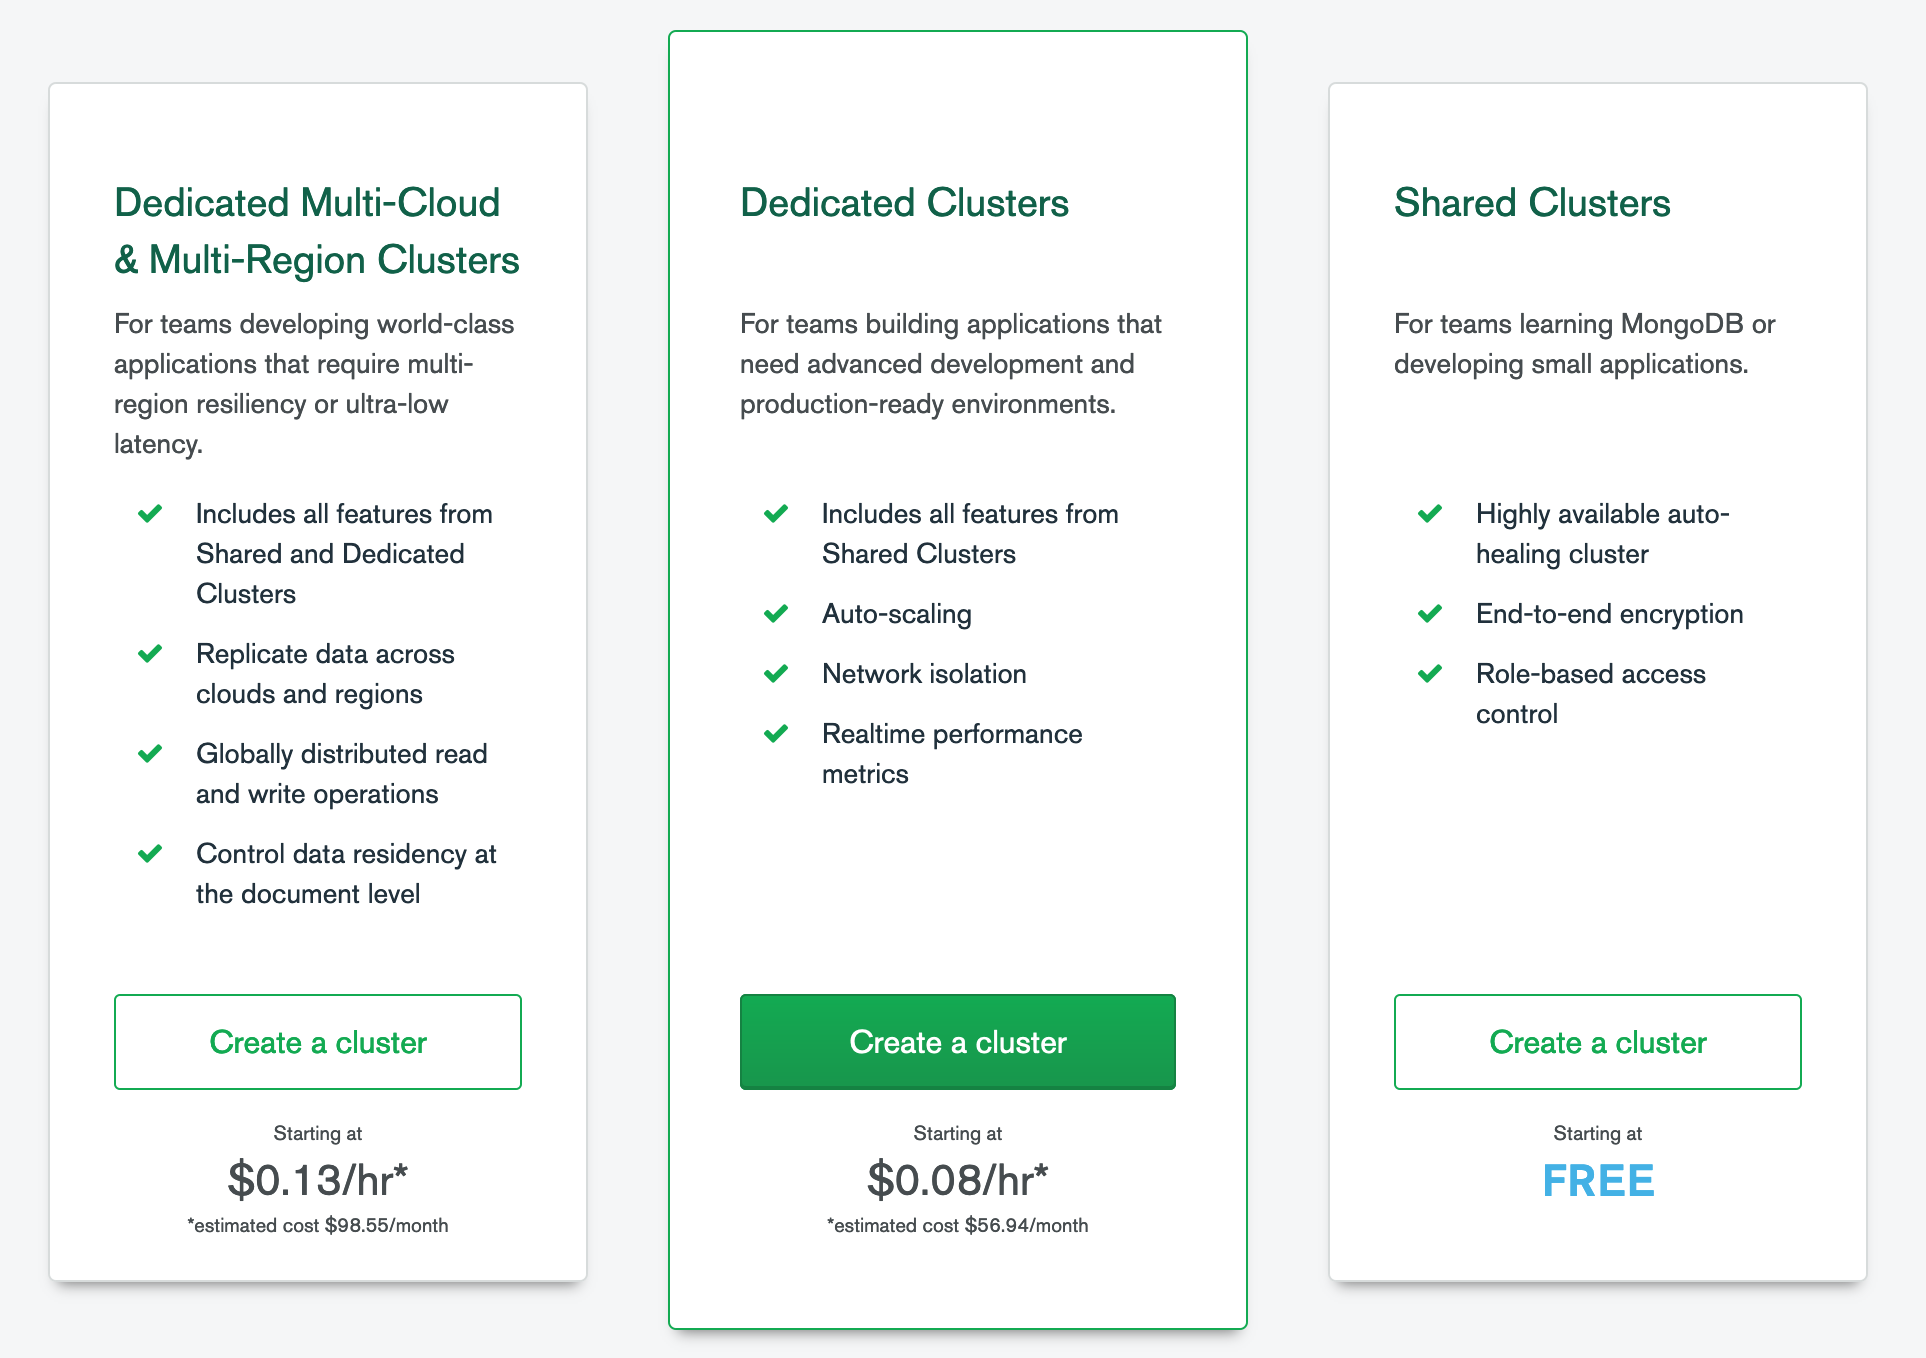 Dedicated Multi-Cloud
& Multi-Region Clusters
For teams developing world-class
applications that require multi-
region resiliency or ultra-low
latency.
Includes all features from
Shared and Dedicated
Clusters
Replicate data across
clouds and regions
Globally distributed read
and write operations
Control data residency at
the document level
Create a cluster
Starting at
$0.13/hr*
*estimated cost $98.55/month
Dedicated Clusters
For teams building applications that
need advanced development and
production-ready environments.
Includes all features from
Shared Clusters
Auto-scaling
Network isolation
Realtime performance
metrics
Create a cluster
Starting at
$0.08/hr*
*estimated cost $56.94/month
Shared Clusters
For teams learning MongoDB or
developing small applications.
Highly available auto-
healing cluster
End-to-end encryption
Role-based access
control
Create a cluster
Starting at
FREE